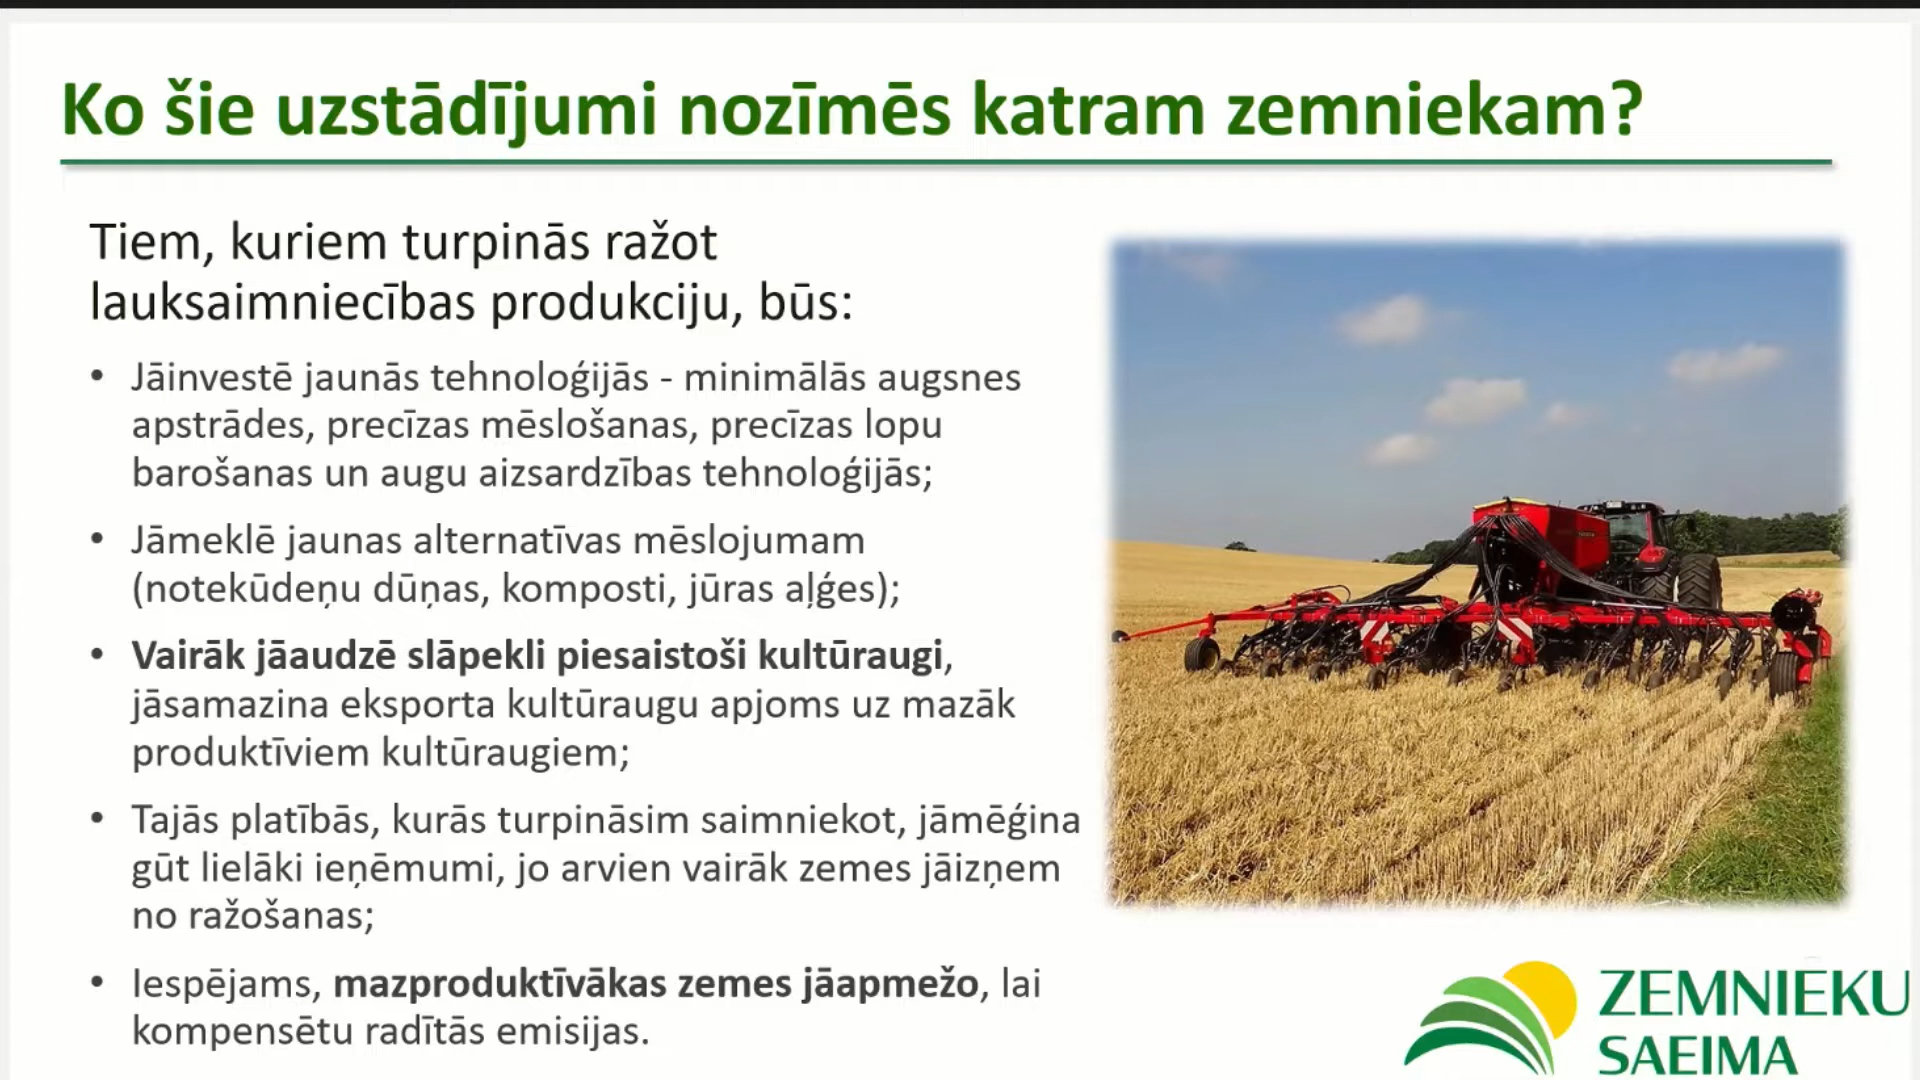 Ko šie uzstādījumi nozīmēs katram zemniekam?
Tiem, kuriem turpinās ražot
lauksaimniecības produkciju, būs:
• Jāinvestē jaunās tehnoloģijās - minimālās augsnes
apstrādes, precīzas mēslošanas, precīzas lopu
barošanas un augu aizsardzības tehnoloģijās;
• Jāmeklē jaunas alternatīvas mēslojumam
(notekūdeņu dūņas, komposti, jūras aļģes);
• Vairāk jāaudzē slāpekli piesaistoši kultūraugi,
jāsamazina eksporta kultūraugu apjoms uz mazāk
produktīviem kultūraugiem;
• Tajās platībās, kurās turpināsim saimniekot, jāmēģina
gūt lielāki ieņēmumi, jo arvien vairāk zemes jāizņem
no ražošanas;
• Iespējams, mazproduktīvākas zemes jāapmežo, lai
kompensētu radītās emisijas.
ZEMNIEKU
SAEIMA